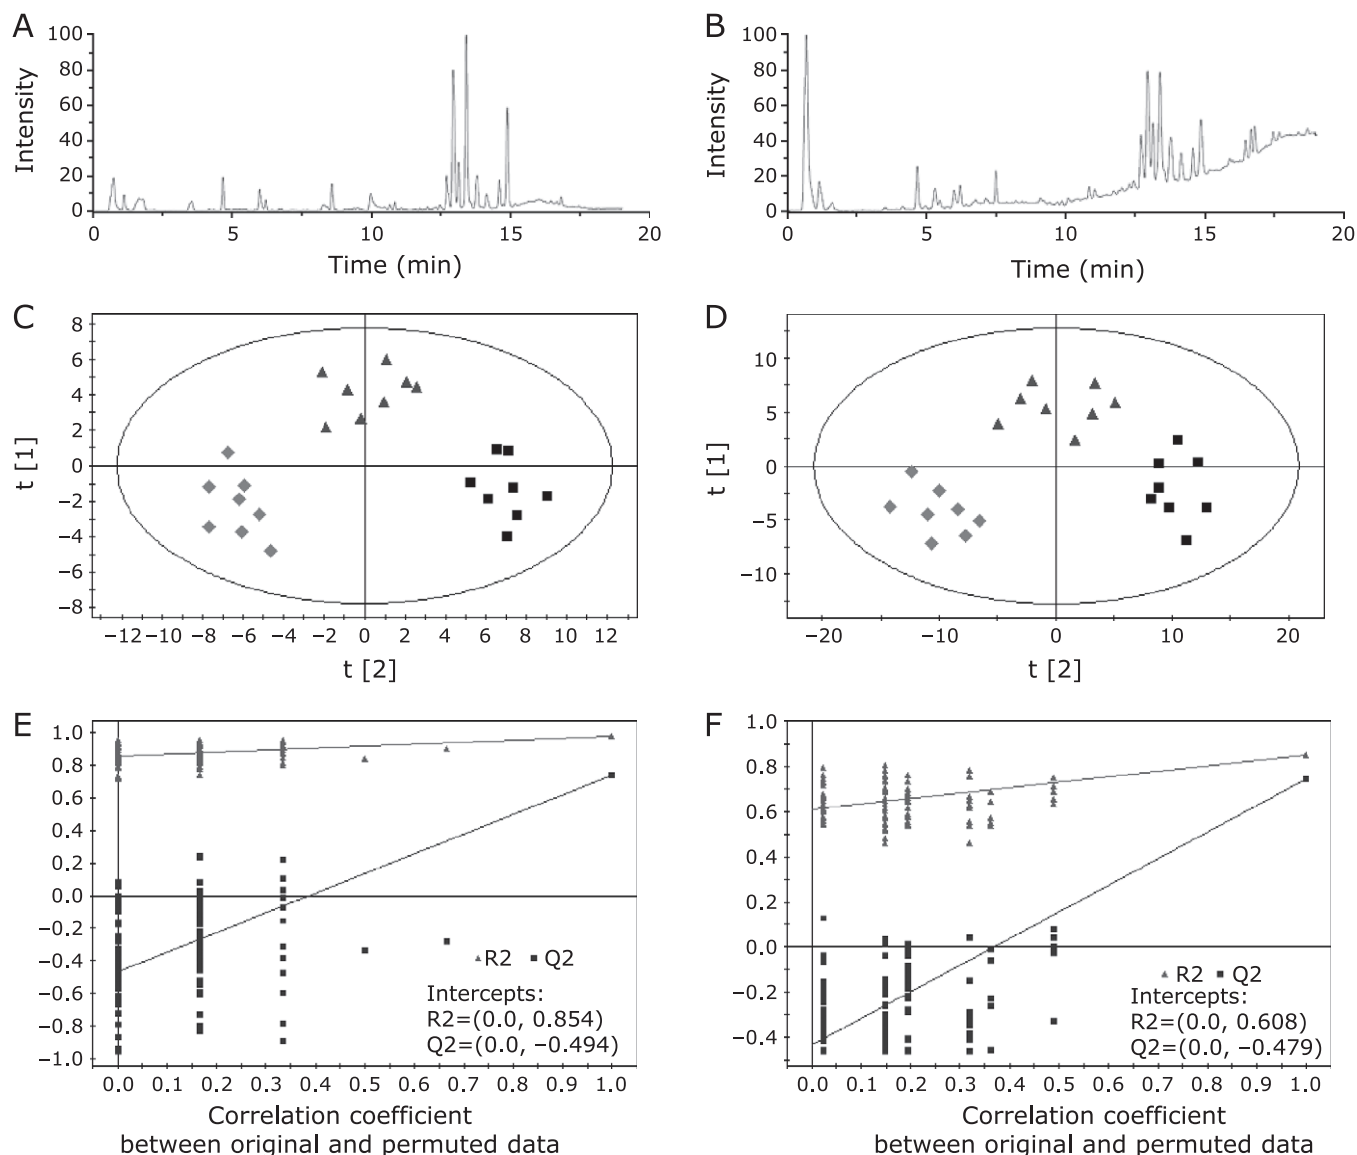 A
Intensity
100
80
60
40
20
0
0 5 10 15 20
Time (min)
B
Intensity
100
80
60
40
20
0
0 5 10 15 20
Time (min)
C
t [1]
8
6
4
2
0
−2
−4
−6
−8
−12 −10 −8 −6 −4 −2 0 2 4 6 8 10 12
t [2]
D
t [1]
10
5
0
−5
−10
−20 −10 0 10 20
t [2]
E
1.0
0.8
0.6
0.4
0.2
0.0
−0.2
−0.4
−0.6
−0.8
−1.0
R2 Q2
Intercepts:
R2=(0.0, 0.854)
Q2=(0.0, −0.494)
0.0 0.1 0.2 0.3 0.4 0.5 0.6 0.7 0.8 0.9 1.0
Correlation coefficient
between original and permuted data
F
1.0
0.8
0.6
0.4
0.2
0.0
−0.2
−0.4
R2 Q2
Intercepts:
R2=(0.0, 0.608)
Q2=(0.0, −0.479)
0.0 0.1 0.2 0.3 0.4 0.5 0.6 0.7 0.8 0.9 1.0
Correlation coefficient
between original and permuted data